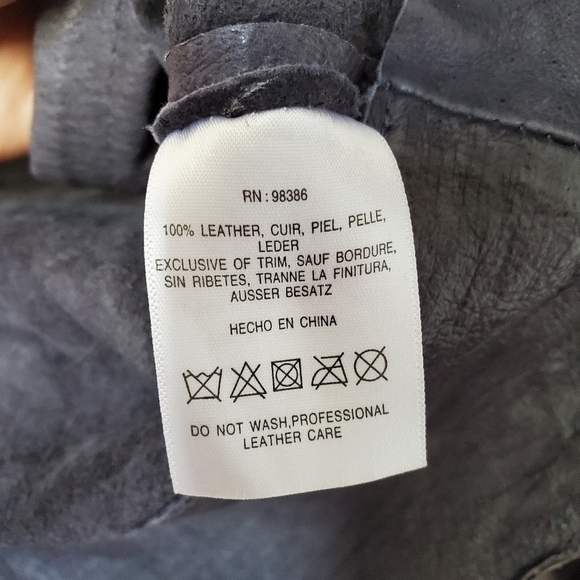 RN : 98386
100% LEATHER, CUIR, PIEL, PELLE,
LEDER
EXCLUSIVE OF TRIM, SAUF BORDURE,
SIN RIBETES, TRANNE LA FINITURA,
AUSSER BESATZ
HECHO EN CHINA
DO NOT WASH,PROFESSIONAL
LEATHER CARE